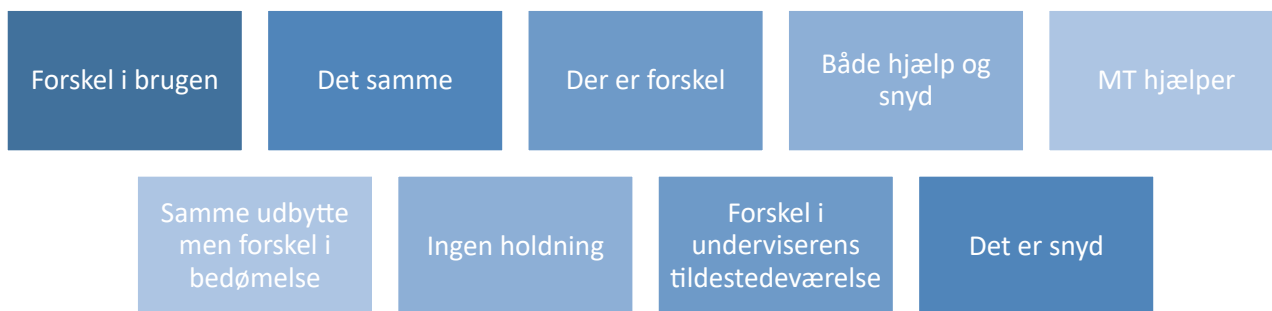 Forskel i brugen
Det samme
Der er forskel
Både hjælp og
snyd
MT hjælper
Samme udbytte
men forskel i
bedømelse
Ingen holdning
Forskel i
underviserens
tildestedeværelse
Det er snyd